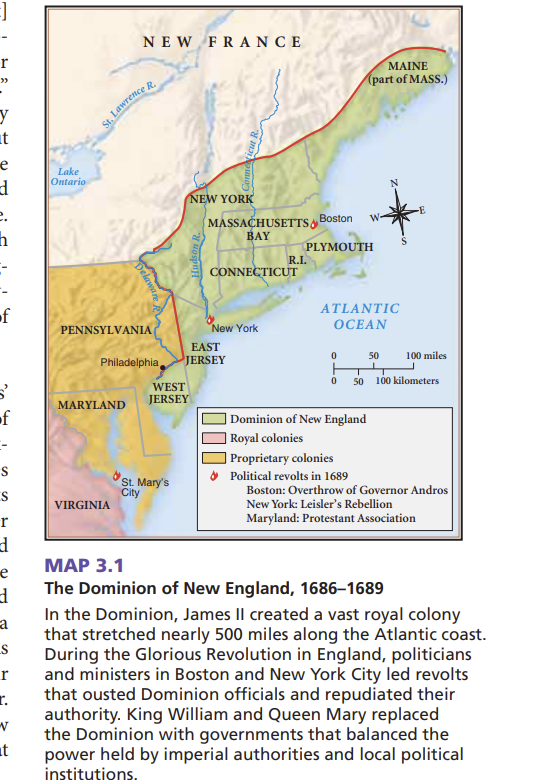 NEW FRANCE
MAINE
(part of MASS.)
St. Lawrence R.
Lake
Ontario
Connecticut R.
NEW YORK
MASSACHUSETTS
BAY
Boston
PLYMOUTH
R.I.
CONNECTICUT
Hudson R.
Delaware R.
N
W E
S
ATLANTIC
OCEAN
PENNSYLVANIA
New York
EAST
JERSEY
Philadelphia
WEST
JERSEY
MARYLAND
St. Mary's
City
VIRGINIA
0 50 100 miles
0 50 100 kilometers
Dominion of New England
Royal colonies
Proprietary colonies
Political revolts in 1689
Boston: Overthrow of Governor Andros
New York: Leisler's Rebellion
Maryland: Protestant Association
MAP 3.1
The Dominion of New England, 1686–1689
In the Dominion, James II created a vast royal colony
that stretched nearly 500 miles along the Atlantic coast.
During the Glorious Revolution in England, politicians
and ministers in Boston and New York City led revolts
that ousted Dominion officials and repudiated their
authority. King William and Queen Mary replaced
the Dominion with governments that balanced the
power held by imperial authorities and local political
institutions.